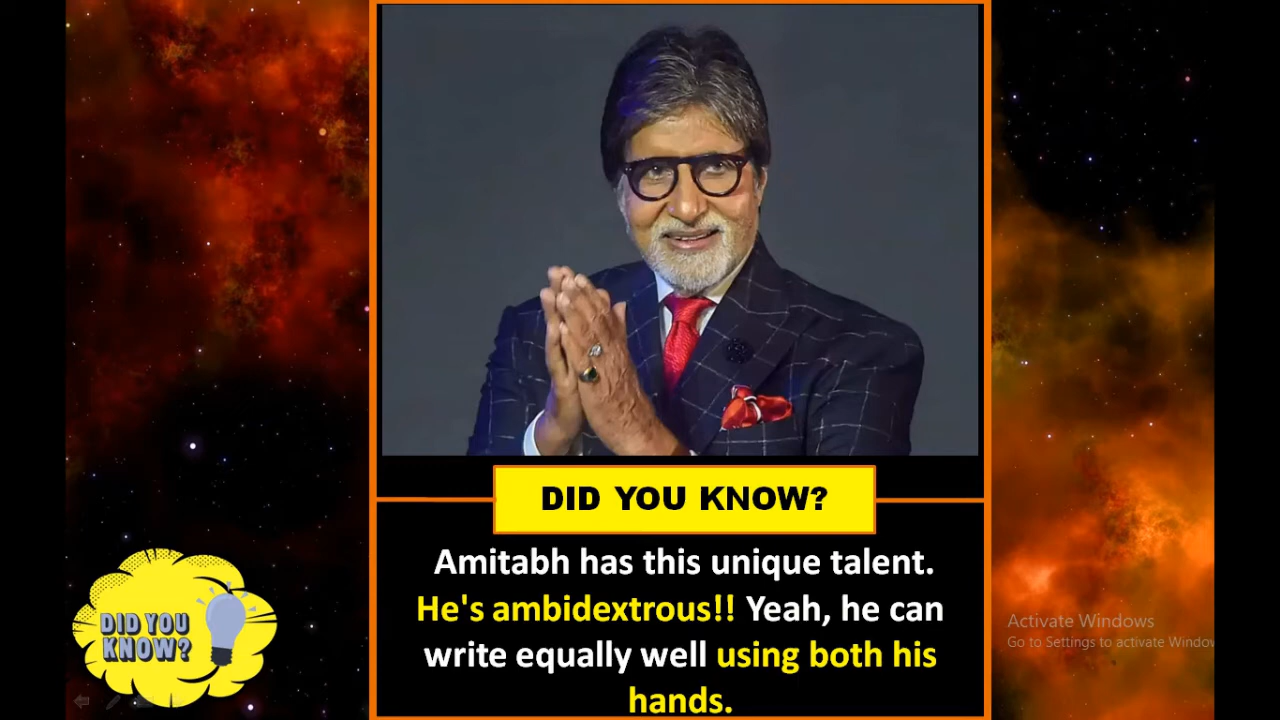 DID YOU KNOW?
Amitabh has this unique talent.
He's ambidextrous!! Yeah, he can
write equally well using both his
hands.
DID YOU
KNOW?
Activate Windows
Go to Settings to activate Window